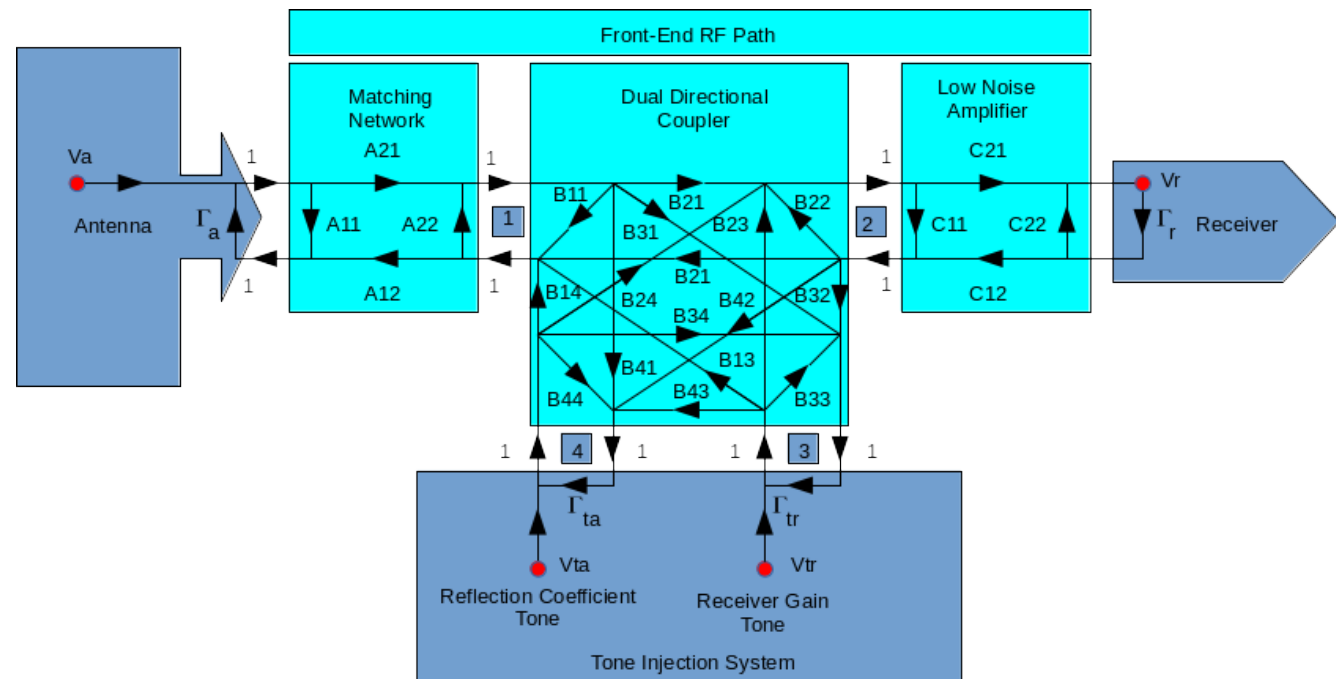 Front-End RF Path
Matching
Network
Dual Directional
Coupler
Low Noise
Amplifier
Va
1
A21
1
1
C21
Vr
Antenna
Γa
A11
A22
1
B11
B31
B21
B23
B22
2
C11
C22
Γr
Receiver
1
A12
1
B14
B24
B21
B42
B32
1
C12
B34
B41
B13
B44
B43
B33
1
4
1
1
3
1
Γta
Γtr
Vta
Vtr
Reflection Coefficient
Tone
Receiver Gain
Tone
Tone Injection System